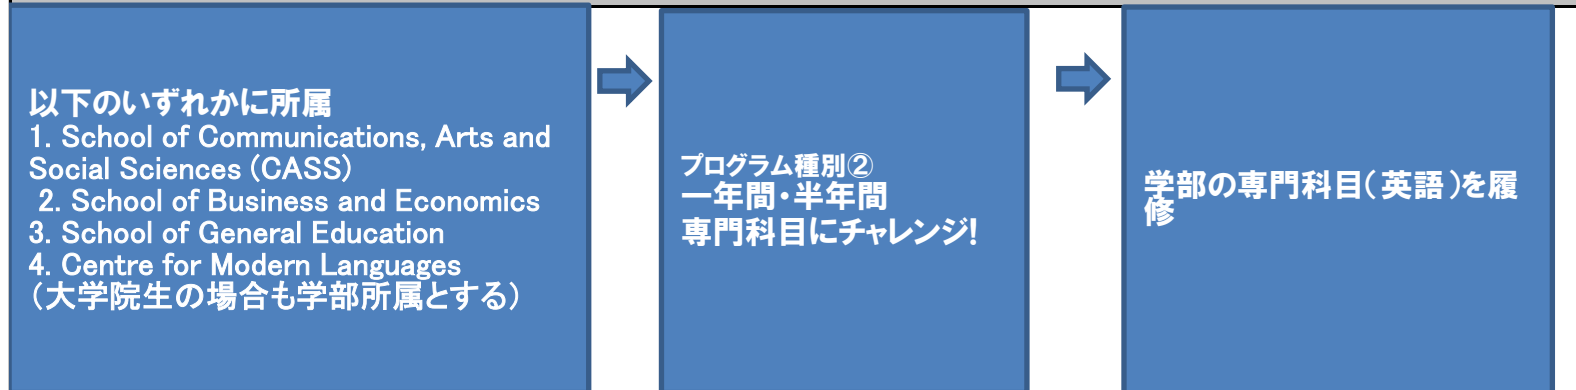 以下のいずれかに所属
1. School of Communications, Arts and
Social Sciences (CASS)
2. School of Business and Economics
3. School of General Education
4. Centre for Modern Languages
（大学院生の場合も学部所属とする）
プログラム種別②
一年間・半年間
専門科目にチャレンジ!
学部の専門科目（英語）を履
修